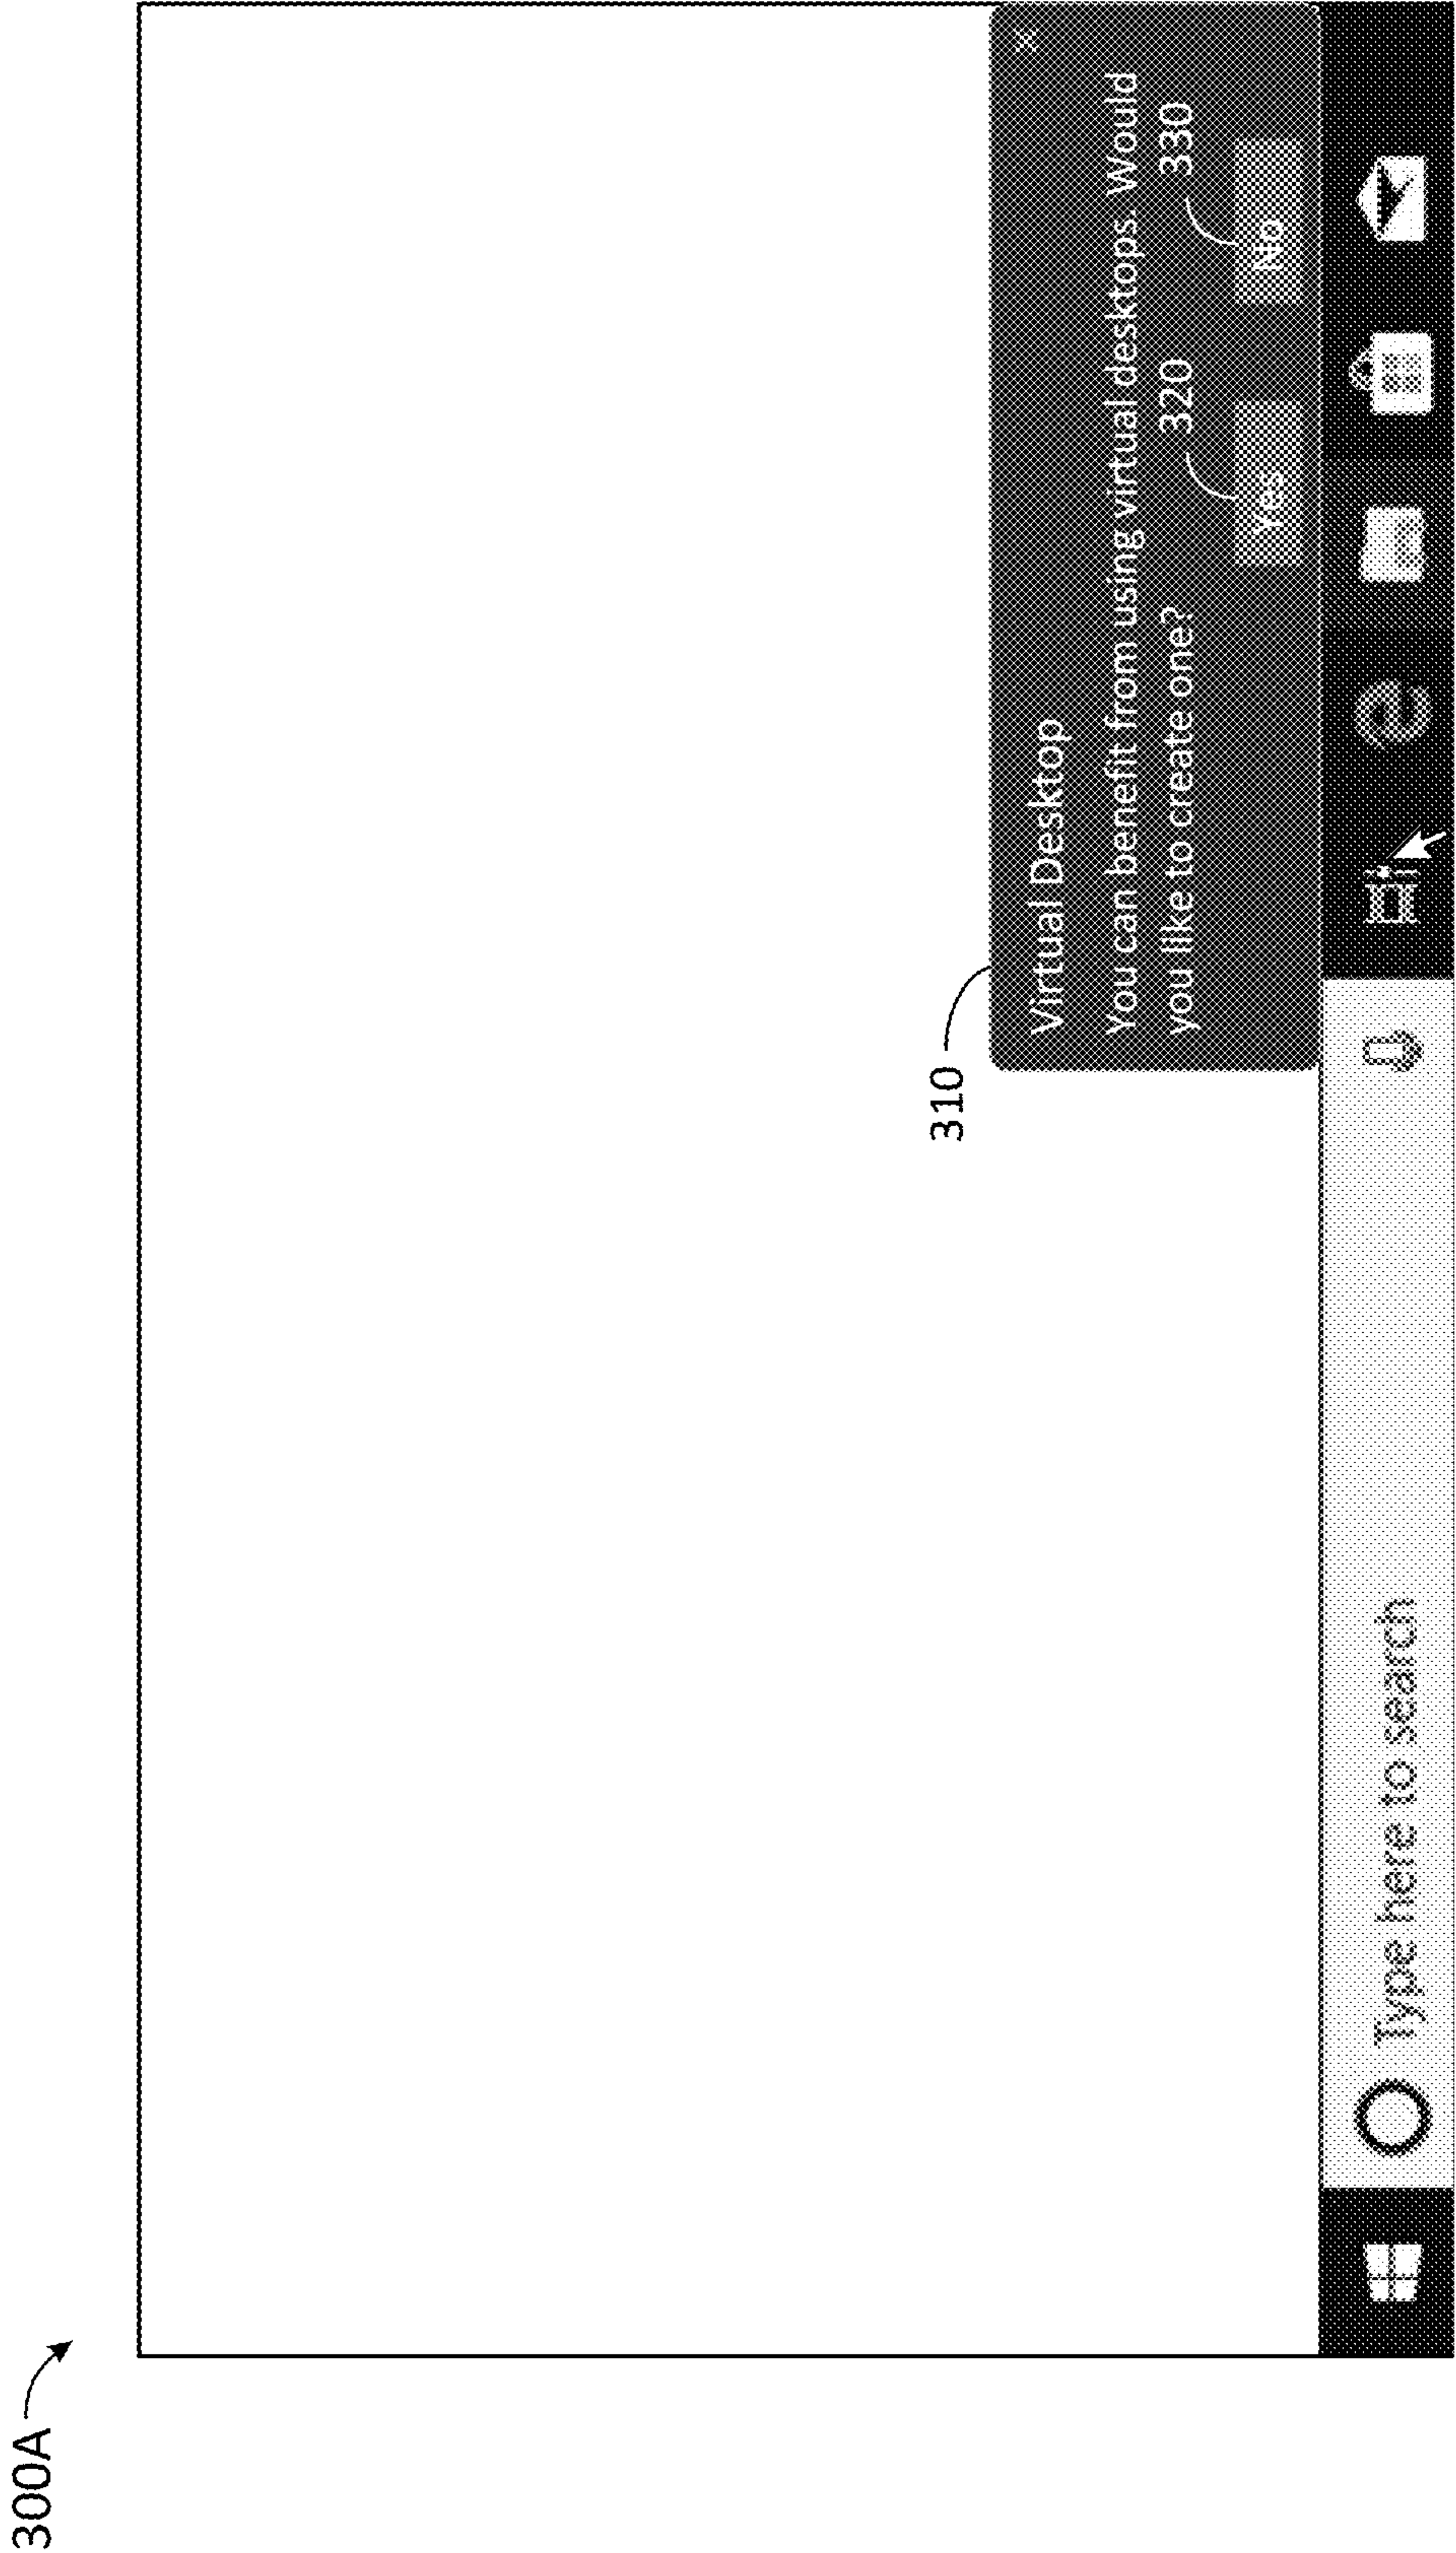 300A
310
Virtual Desktop
X
You can benefit from using virtual desktops. Would
you like to create one?
320
330
Yes
No
Type here to search